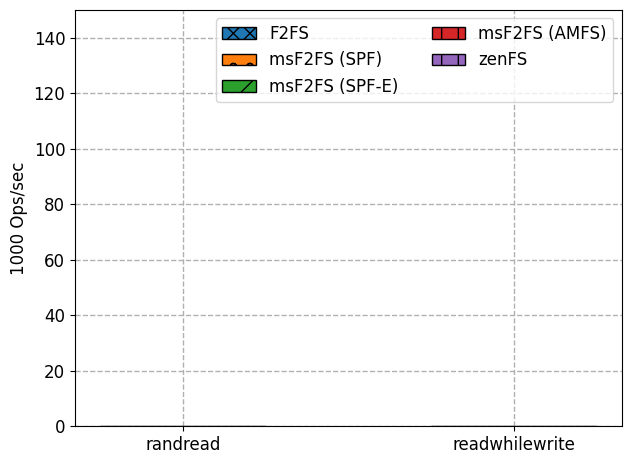 140
120
100
80
60
40
20
0
1000 Ops/sec
F2FS
msF2FS (SPF)
msF2FS (SPF-E)
msF2FS (AMFS)
zenFS
randread
readwhilewrite